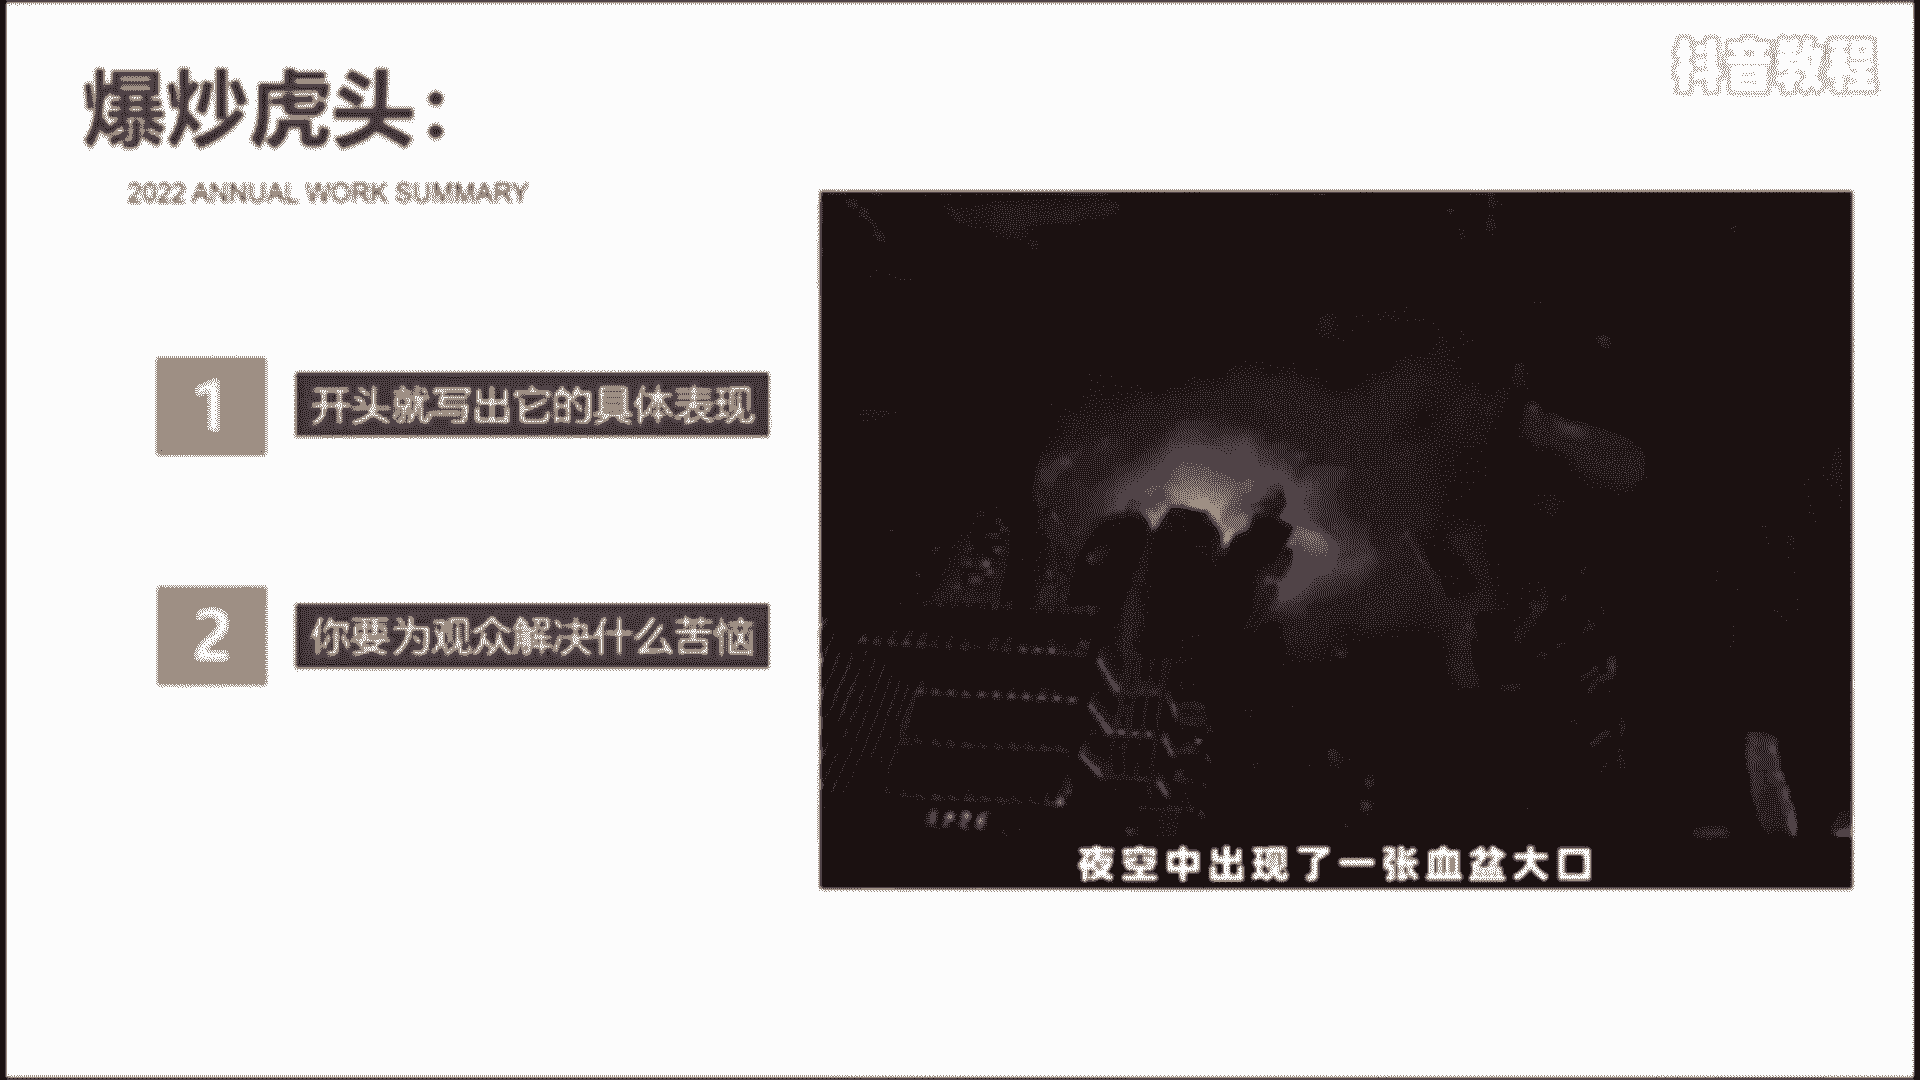 爆炒虎头：
抖音教程
2022 ANNUAL WORK SUMMARY
1
开头就写出它的具体表现
2
你要为观众解决什么苦恼
夜空中出现了一张血盆大口